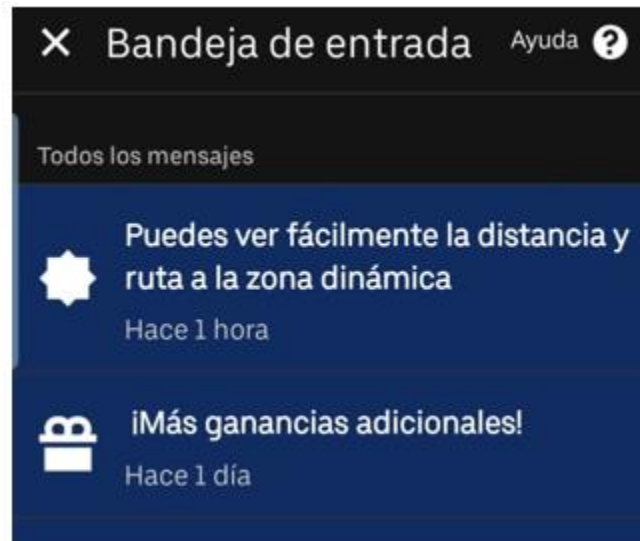 Bandeja de entrada Ayuda ?
Todos los mensajes
Puedes ver fácilmente la distancia y
ruta a la zona dinámica
Hace 1 hora
¡Más ganancias adicionales!
Hace 1 día